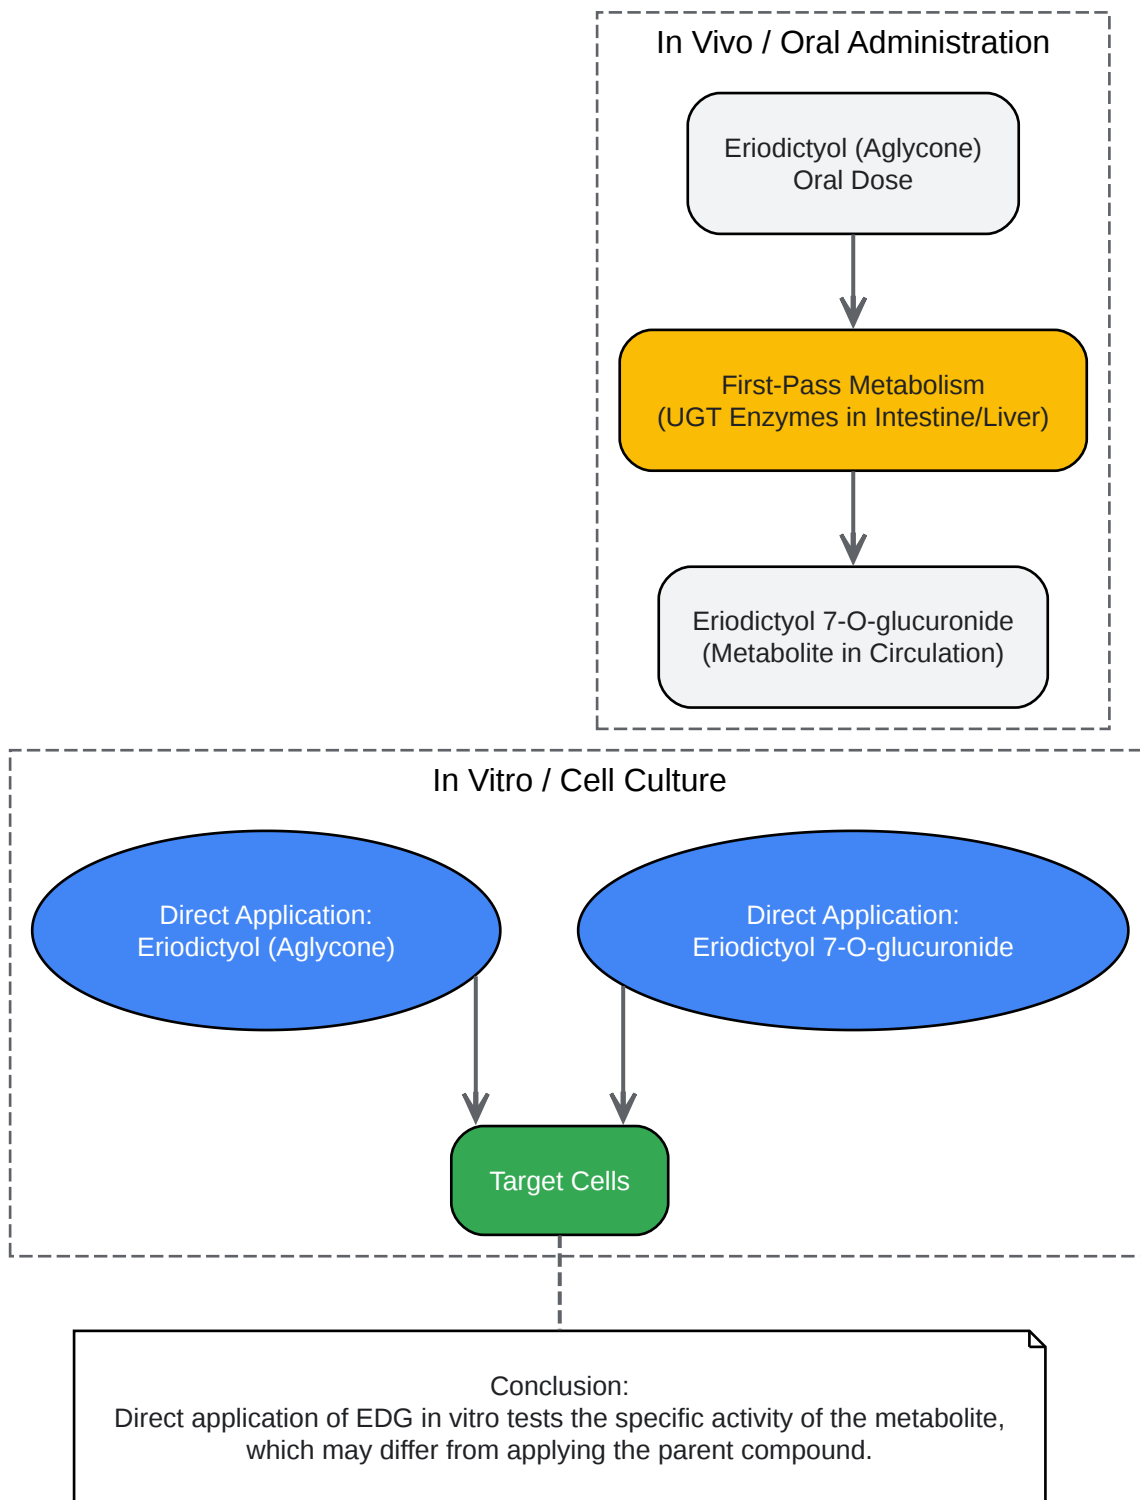 In Vivo / Oral Administration
Eriodictyol (Aglycone)
Oral Dose
First-Pass Metabolism
(UGT Enzymes in Intestine/Liver)
Eriodictyol 7-O-glucuronide
(Metabolite in Circulation)
In Vitro / Cell Culture
Direct Application:
Eriodictyol (Aglycone)
Direct Application:
Eriodictyol 7-O-glucuronide
Target Cells
Conclusion:
Direct application of EDG in vitro tests the specific activity of the metabolite,
which may differ from applying the parent compound.